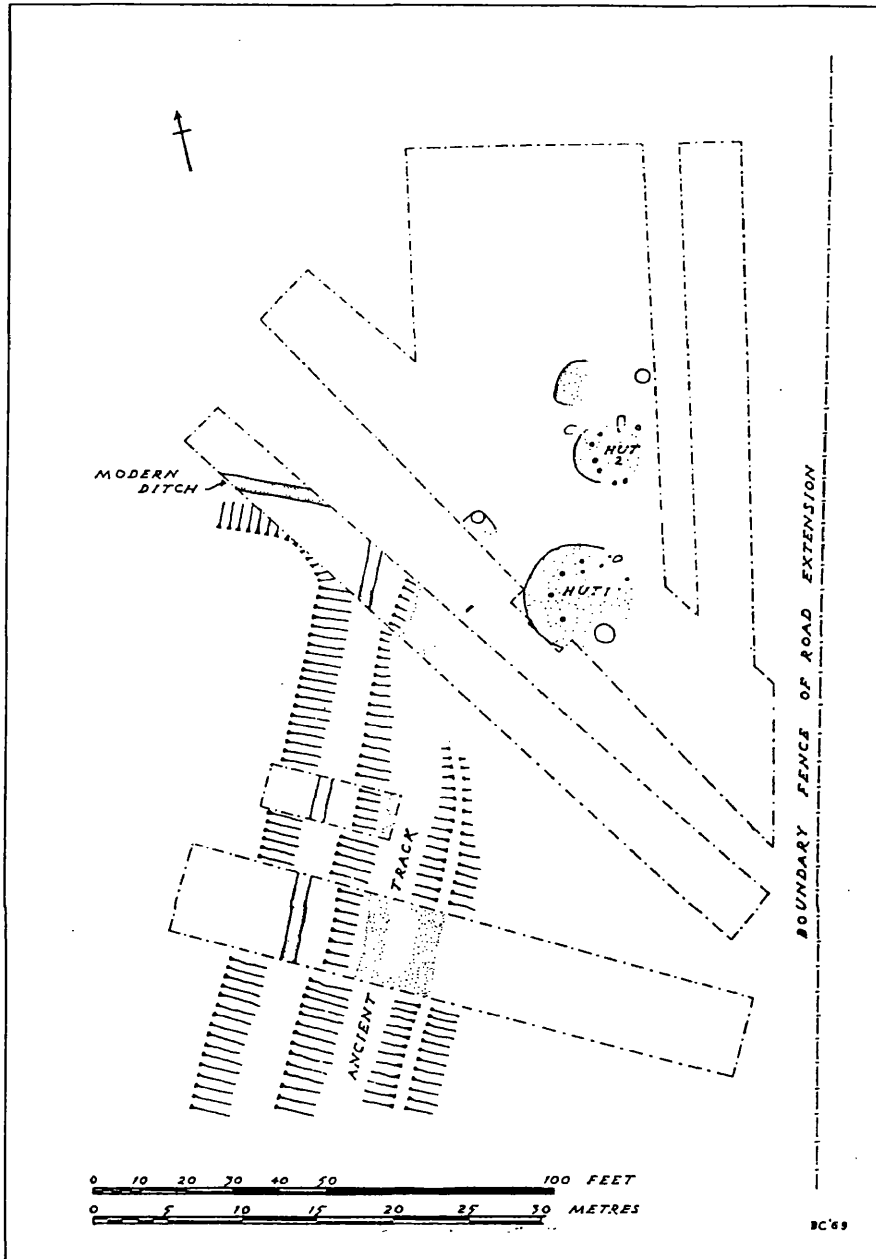 MODERN
DITCH
HUT
2
HUT 1
TRACK
ANCIENT
BOUNDARY FENCE OF ROAD EXTENSION
0 10 20 30 40 50 100 FEET
0 5 10 15 20 25 30 METRES
BC'69